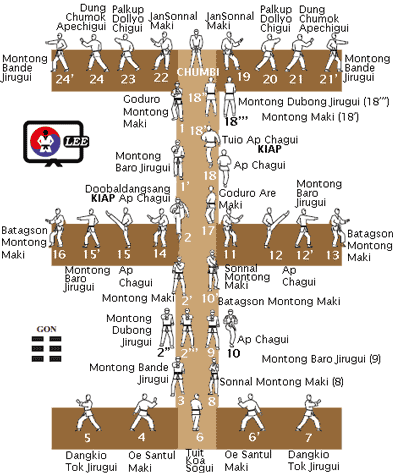 Dung
Chumok
Apechigui
Palkup
Dollyo
Chigui
JanSonnal
Maki
JanSonnal
Maki
Palkup
Dollyo
Chigui
Dung
Chumok
Apechigui
Montong
Bande
Jirugui
CHUMBI
Montong
Bande
Jirugui
24' 24 23 22 19 20 21 21'
Goduro
Montong
Maki
1
18"
18'''
Montong Dubong Jirugui (18''')
Montong Maki (18')
LEE
18'
Tuio Ap Chagui
KIAP
Montong
Baro Jirugui
1'
18
Ap
Chagui
Doobaldangsang
KIAP Ap Chagui
2
Goduro Are
Maki
17
Montong
Baro
Jirugui
Batagson
Montong
Maki
16 15' 15 14 11 12 12' 13
Batagson
Montong
Maki
Montong
Baro
Jirugui
Ap
Chagui
Sonnal
Montong
Maki
Ap
Chagui
Montong Maki
2'
10'
Batagson Montong Maki
GON
Montong
Dubong
Jirugui
2" 2''' 9 10
Ap Chagui
Montong Baro Jirugui (9)
Montong Bande
Jirugui
3 8
Sonnal Montong Maki (8)
5 4 6 6' 7
Dangkio
Tok Jirugui
Oe Santul
Maki
Tuit
Koa
Sogui
Oe Santul
Maki
Dangkio
Tok Jirugui